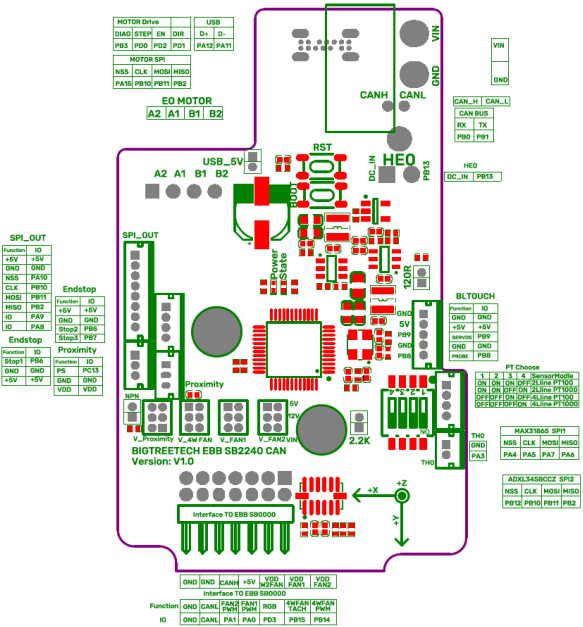 MOTOR Drive
DIAG STEP EN DIR
PB3 PD0 PD2 PD1
USB
D+ D-
PA12 PA11
MOTOR SPI
NSS CLK MOSI MISO
PA15 PB10 PB11 PB2
EO MOTOR
A2 A1 B1 B2
VIN
GND
CANH CANL
VIN
GND
CAN_H CAN_L
CAN BUS
RX TX
PB0 PB1
HE0
DC_IN PB13
RST
USB_5V
HE0
DC_IN
PB13
A2 A1 B1 B2
BOOT
SPI_OUT
Power
State
120R
SPI_OUT
Function IO
+5V +5V
GND GND
NSS PA10
CLK PB10
MOSI PB11
MISO PB2
IO PA9
IO PA8
Endstop
Function IO
+5V +5V
GND GND
Stop2 PB5
Stop3 PB7
Endstop
Function IO
Stop1 PB6
GND GND
+5V +5V
Proximity
Function IO
PS PC13
GND GND
VDD VDD
GND
5V
PB9
GND
PB8
BLTOUCH
Function IO
GND GND
+5V +5V
SERVOS PB9
GND GND
PROBE PB8
PT Choose
1 2 3 4 SensorModle
ON ON ON OFF 2Line PT100
ON ON OFF ON 2Line PT1000
OFF OFF ON OFF 4Line PT100
OFF OFF OFF ON 4Line PT1000
Proximity
NPN
5V
12V
VIN
V_Proximity V_4W FAN V_FAN1 V_FAN2
2.2K
1 2 3 4
NO
TH0
TH0
GND
PA3
MAX31865 SPI1
NSS CLK MOSI MISO
PA4 PA5 PA7 PA6
ADXL345BCCZ SPI2
NSS CLK MOSI MISO
PB12 PB10 PB11 PB2
BIGTREETECH EBB SB2240 CAN
Version: V1.0
+X
+Z
+Y
Interface TO EBB SB0000
GND GND CANH +5V VDD W2FAN VDD FAN1 VDD FAN2
Interface TO EBB SB0000
Function GND CANL FAN2 PWM FAN1 PWM RGB 4WFAN TACH 4WFAN PWM
IO GND CANL PA1 PA0 PD3 PB15 PB14